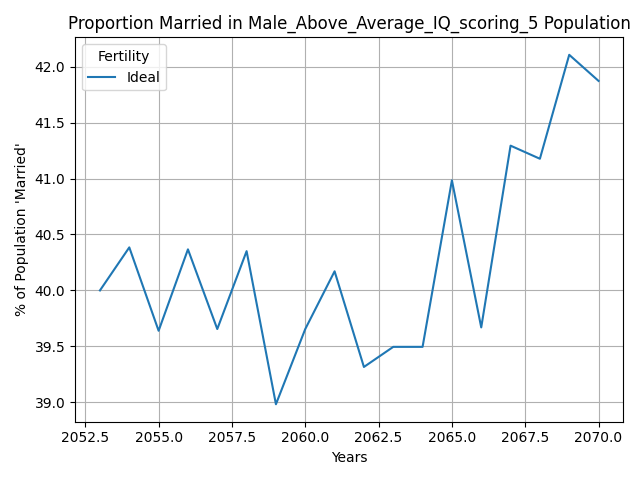 Proportion Married in Male_Above_Average_IQ_scoring_5 Population
Fertility
Ideal
% of Population 'Married'
42.0
41.5
41.0
40.5
40.0
39.5
39.0
2052.5 2055.0 2057.5 2060.0 2062.5 2065.0 2067.5 2070.0
Years